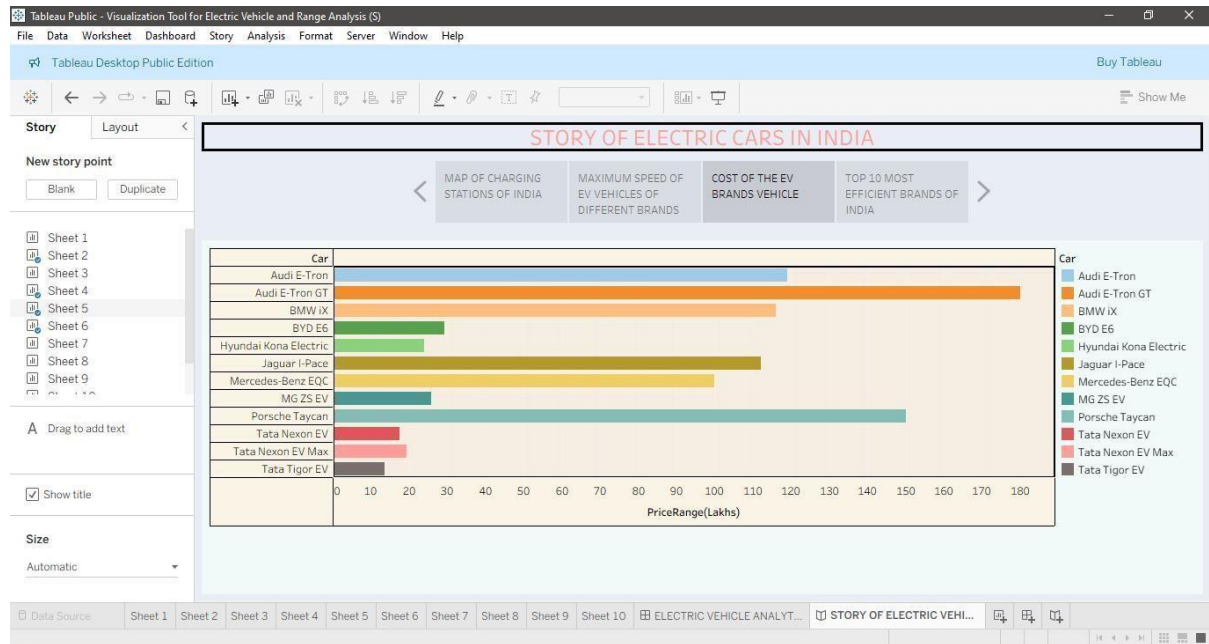 Tableau Public - Visualization Tool for Electric Vehicle and Range Analysis (S)
File Data Worksheet Dashboard Story Analysis Format Server Window Help
Tableau Desktop Public Edition
Buy Tableau
Show Me
Story Layout
New story point
Blank Duplicate
Sheet 1
Sheet 2
Sheet 3
Sheet 4
Sheet 5
Sheet 6
Sheet 7
Sheet 8
Sheet 9
A Drag to add text
Show title
Size
Automatic
STORY OF ELECTRIC CARS IN INDIA
MAP OF CHARGING
STATIONS OF INDIA
MAXIMUM SPEED OF
EV VEHICLES OF
DIFFERENT BRANDS
COST OF THE EV
BRANDS VEHICLE
TOP 10 MOST
EFFICIENT BRANDS OF
INDIA
Car
Audi E-Tron
Audi E-Tron GT
BMW iX
BYD E6
Hyundai Kona Electric
Jaguar I-Pace
Mercedes-Benz EQC
MG ZS EV
Porsche Taycan
Tata Nexon EV
Tata Nexon EV Max
Tata Tigor EV
0 10 20 30 40 50 60 70 80 90 100 110 120 130 140 150 160 170 180
PriceRange(Lakhs)
Car
Audi E-Tron
Audi E-Tron GT
BMW iX
BYD E6
Hyundai Kona Electric
Jaguar I-Pace
Mercedes-Benz EQC
MG ZS EV
Porsche Taycan
Tata Nexon EV
Tata Nexon EV Max
Tata Tigor EV
Data Source Sheet 1 Sheet 2 Sheet 3 Sheet 4 Sheet 5 Sheet 6 Sheet 7 Sheet 8 Sheet 9 Sheet 10 ELECTRIC VEHICLE ANALYT... STORY OF ELECTRIC VEHI...